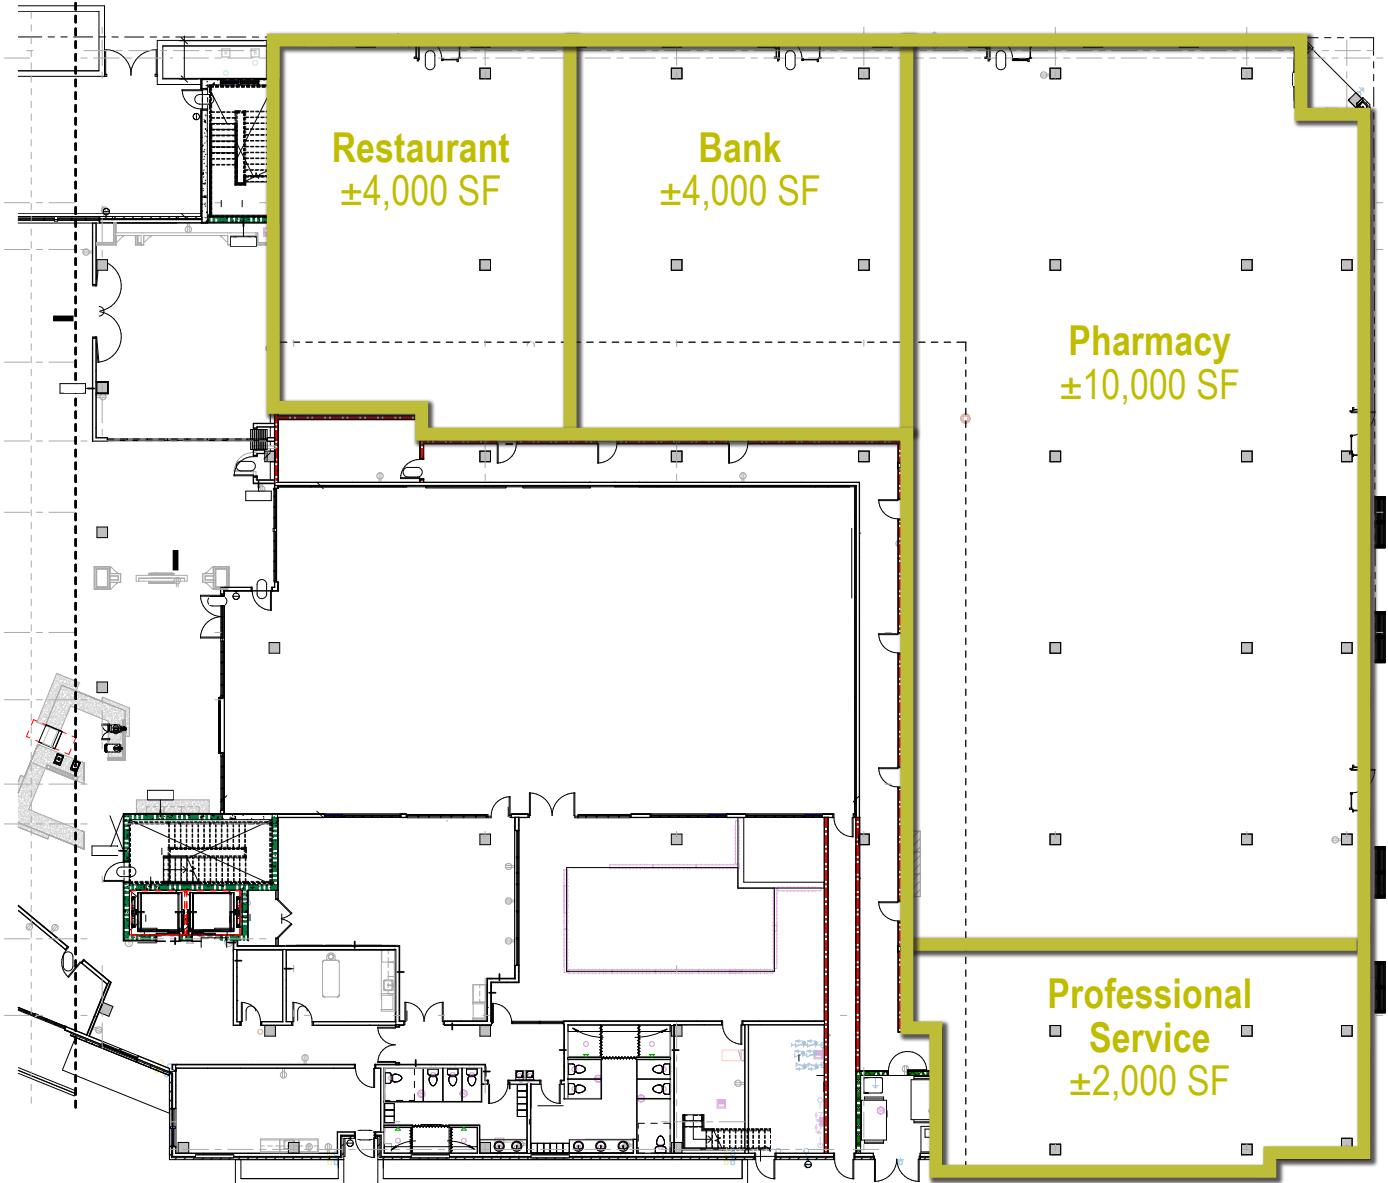 Restaurant
±4,000 SF
Bank
±4,000 SF
Pharmacy
±10,000 SF
Professional
Service
±2,000 SF